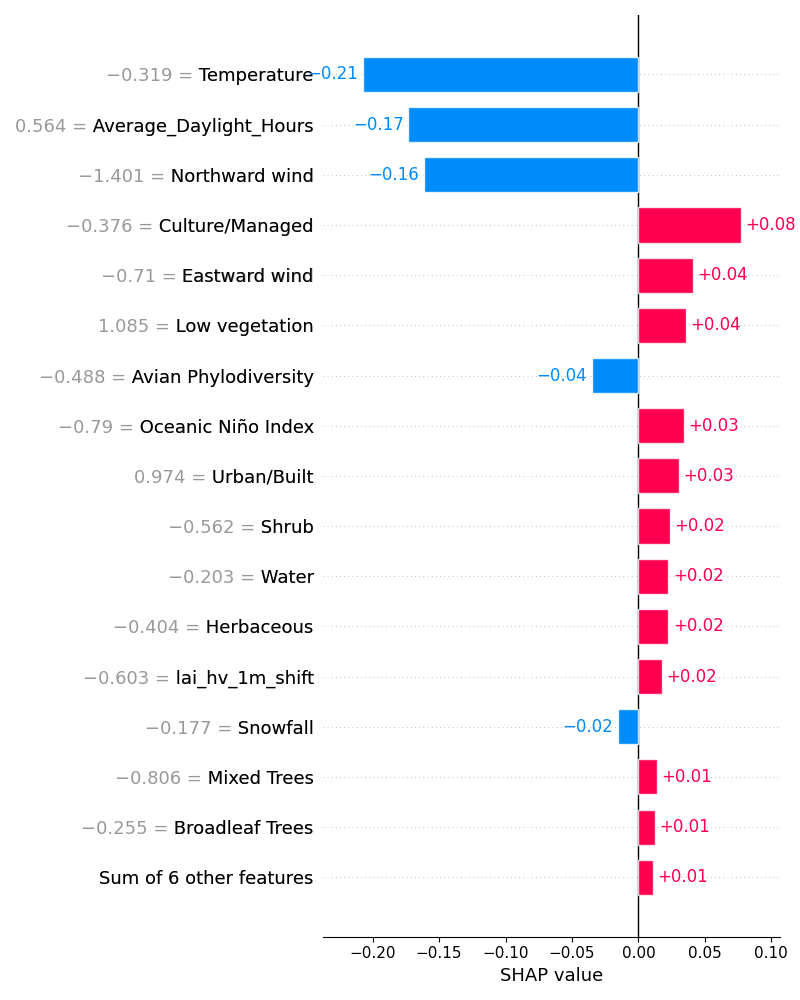 −0.319 = Temperature −0.21
0.564 = Average_Daylight_Hours −0.17
−1.401 = Northward wind −0.16
−0.376 = Culture/Managed +0.08
−0.71 = Eastward wind +0.04
1.085 = Low vegetation +0.04
−0.488 = Avian Phylodiversity −0.04
−0.79 = Oceanic Niño Index +0.03
0.974 = Urban/Built +0.03
−0.562 = Shrub +0.02
−0.203 = Water +0.02
−0.404 = Herbaceous +0.02
−0.603 = lai_hv_1m_shift +0.02
−0.177 = Snowfall −0.02
−0.806 = Mixed Trees +0.01
−0.255 = Broadleaf Trees +0.01
Sum of 6 other features +0.01
−0.20 −0.15 −0.10 −0.05 0.00 0.05 0.10
SHAP value